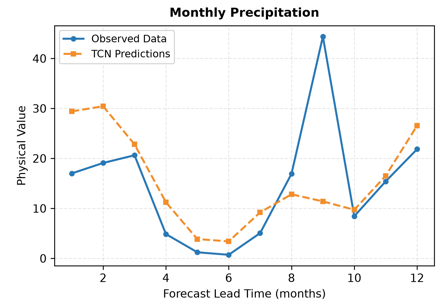 Monthly Precipitation
Observed Data
TCN Predictions
Physical Value
40
30
20
10
0
2 4 6 8 10 12
Forecast Lead Time (months)